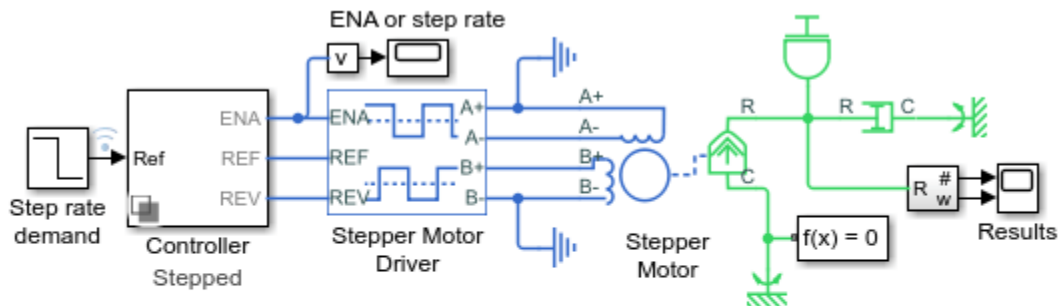 ENA or step rate
v
ENA
REF
REV
Ref
ENA
REF
REV
A+
A-
B+
B-
A+
A-
B+
B-
R
C
R
C
R
#
w
f(x) = 0
Step rate
demand
Controller
Stepped
Stepper Motor
Driver
Stepper
Motor
Results